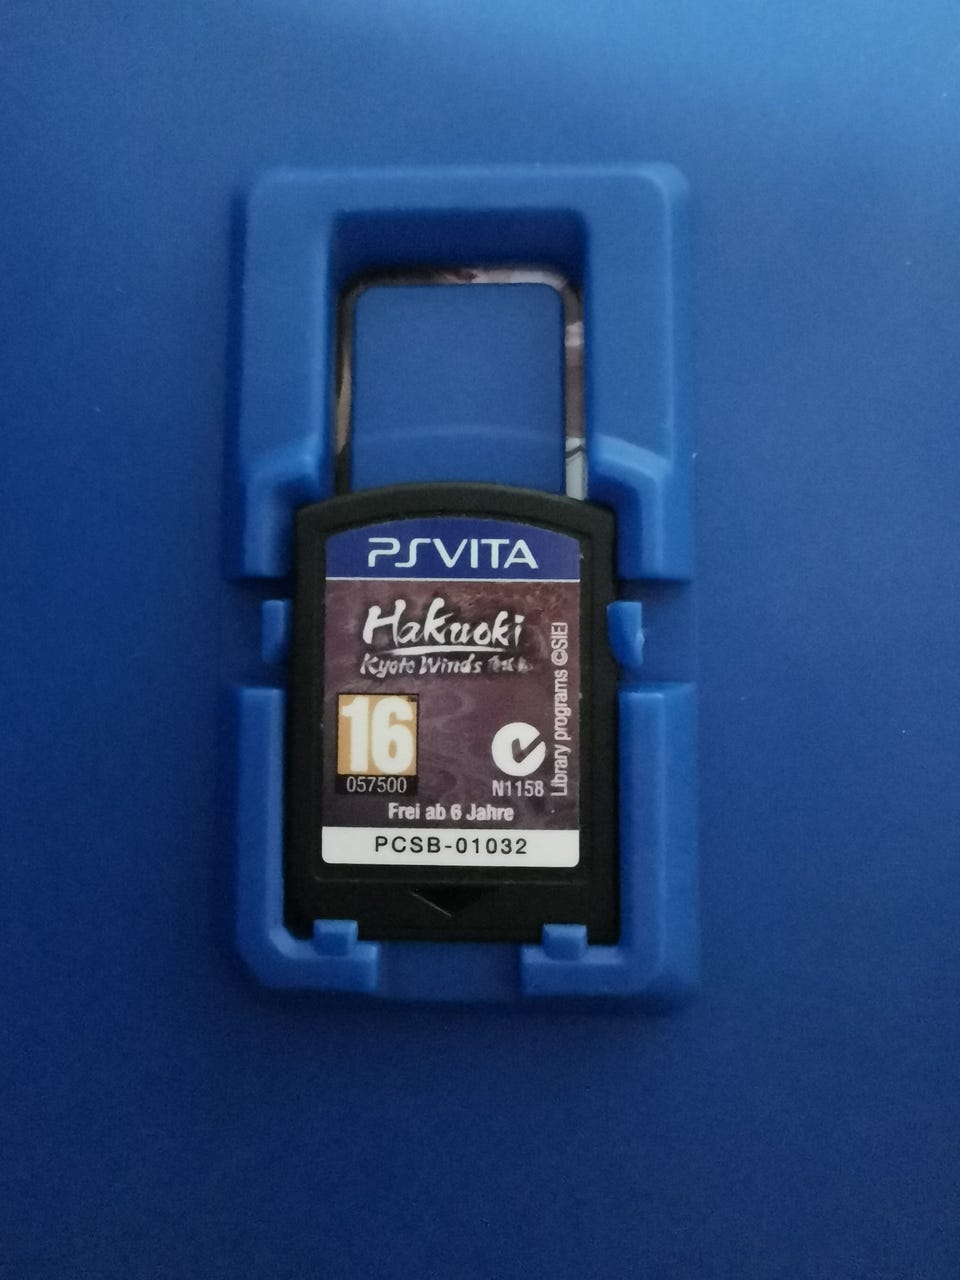 PSVITA
Hakuoki
Kyoto Winds
Library programs ©SIEI
16
057500
N1158
Frei ab 6 Jahre
PCSB-01032